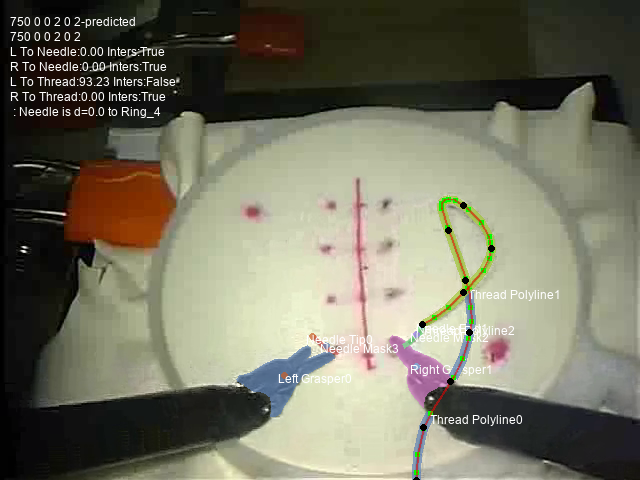 750 0 0 2 0 2-predicted
750 0 0 2 0 2
L To Needle:0.00 Inters:True
R To Needle:0.00 Inters:True
L To Thread:93.23 Inters:False
R To Thread:0.00 Inters:True
: Needle is d=0.0 to Ring_4
Thread Polyline1
Needle Tip0
Needle Mask3
Needle Mask2
Left Grasper0
Right Grasper1
Thread Polyline0